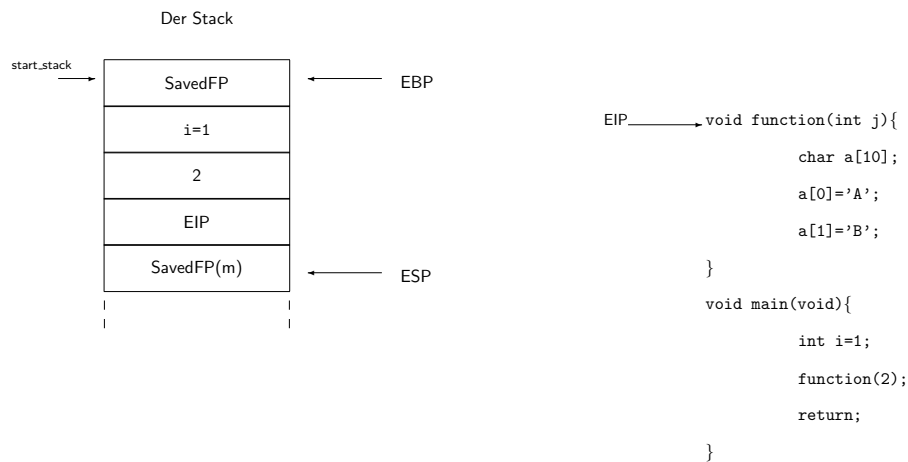 Der Stack
start_stack
SavedFP
EBP
i=1
2
EIP
SavedFP(m)
ESP
EIP
void function(int j){
char a[10];
a[0]='A';
a[1]='B';
}
void main(void){
int i=1;
function(2);
return;
}